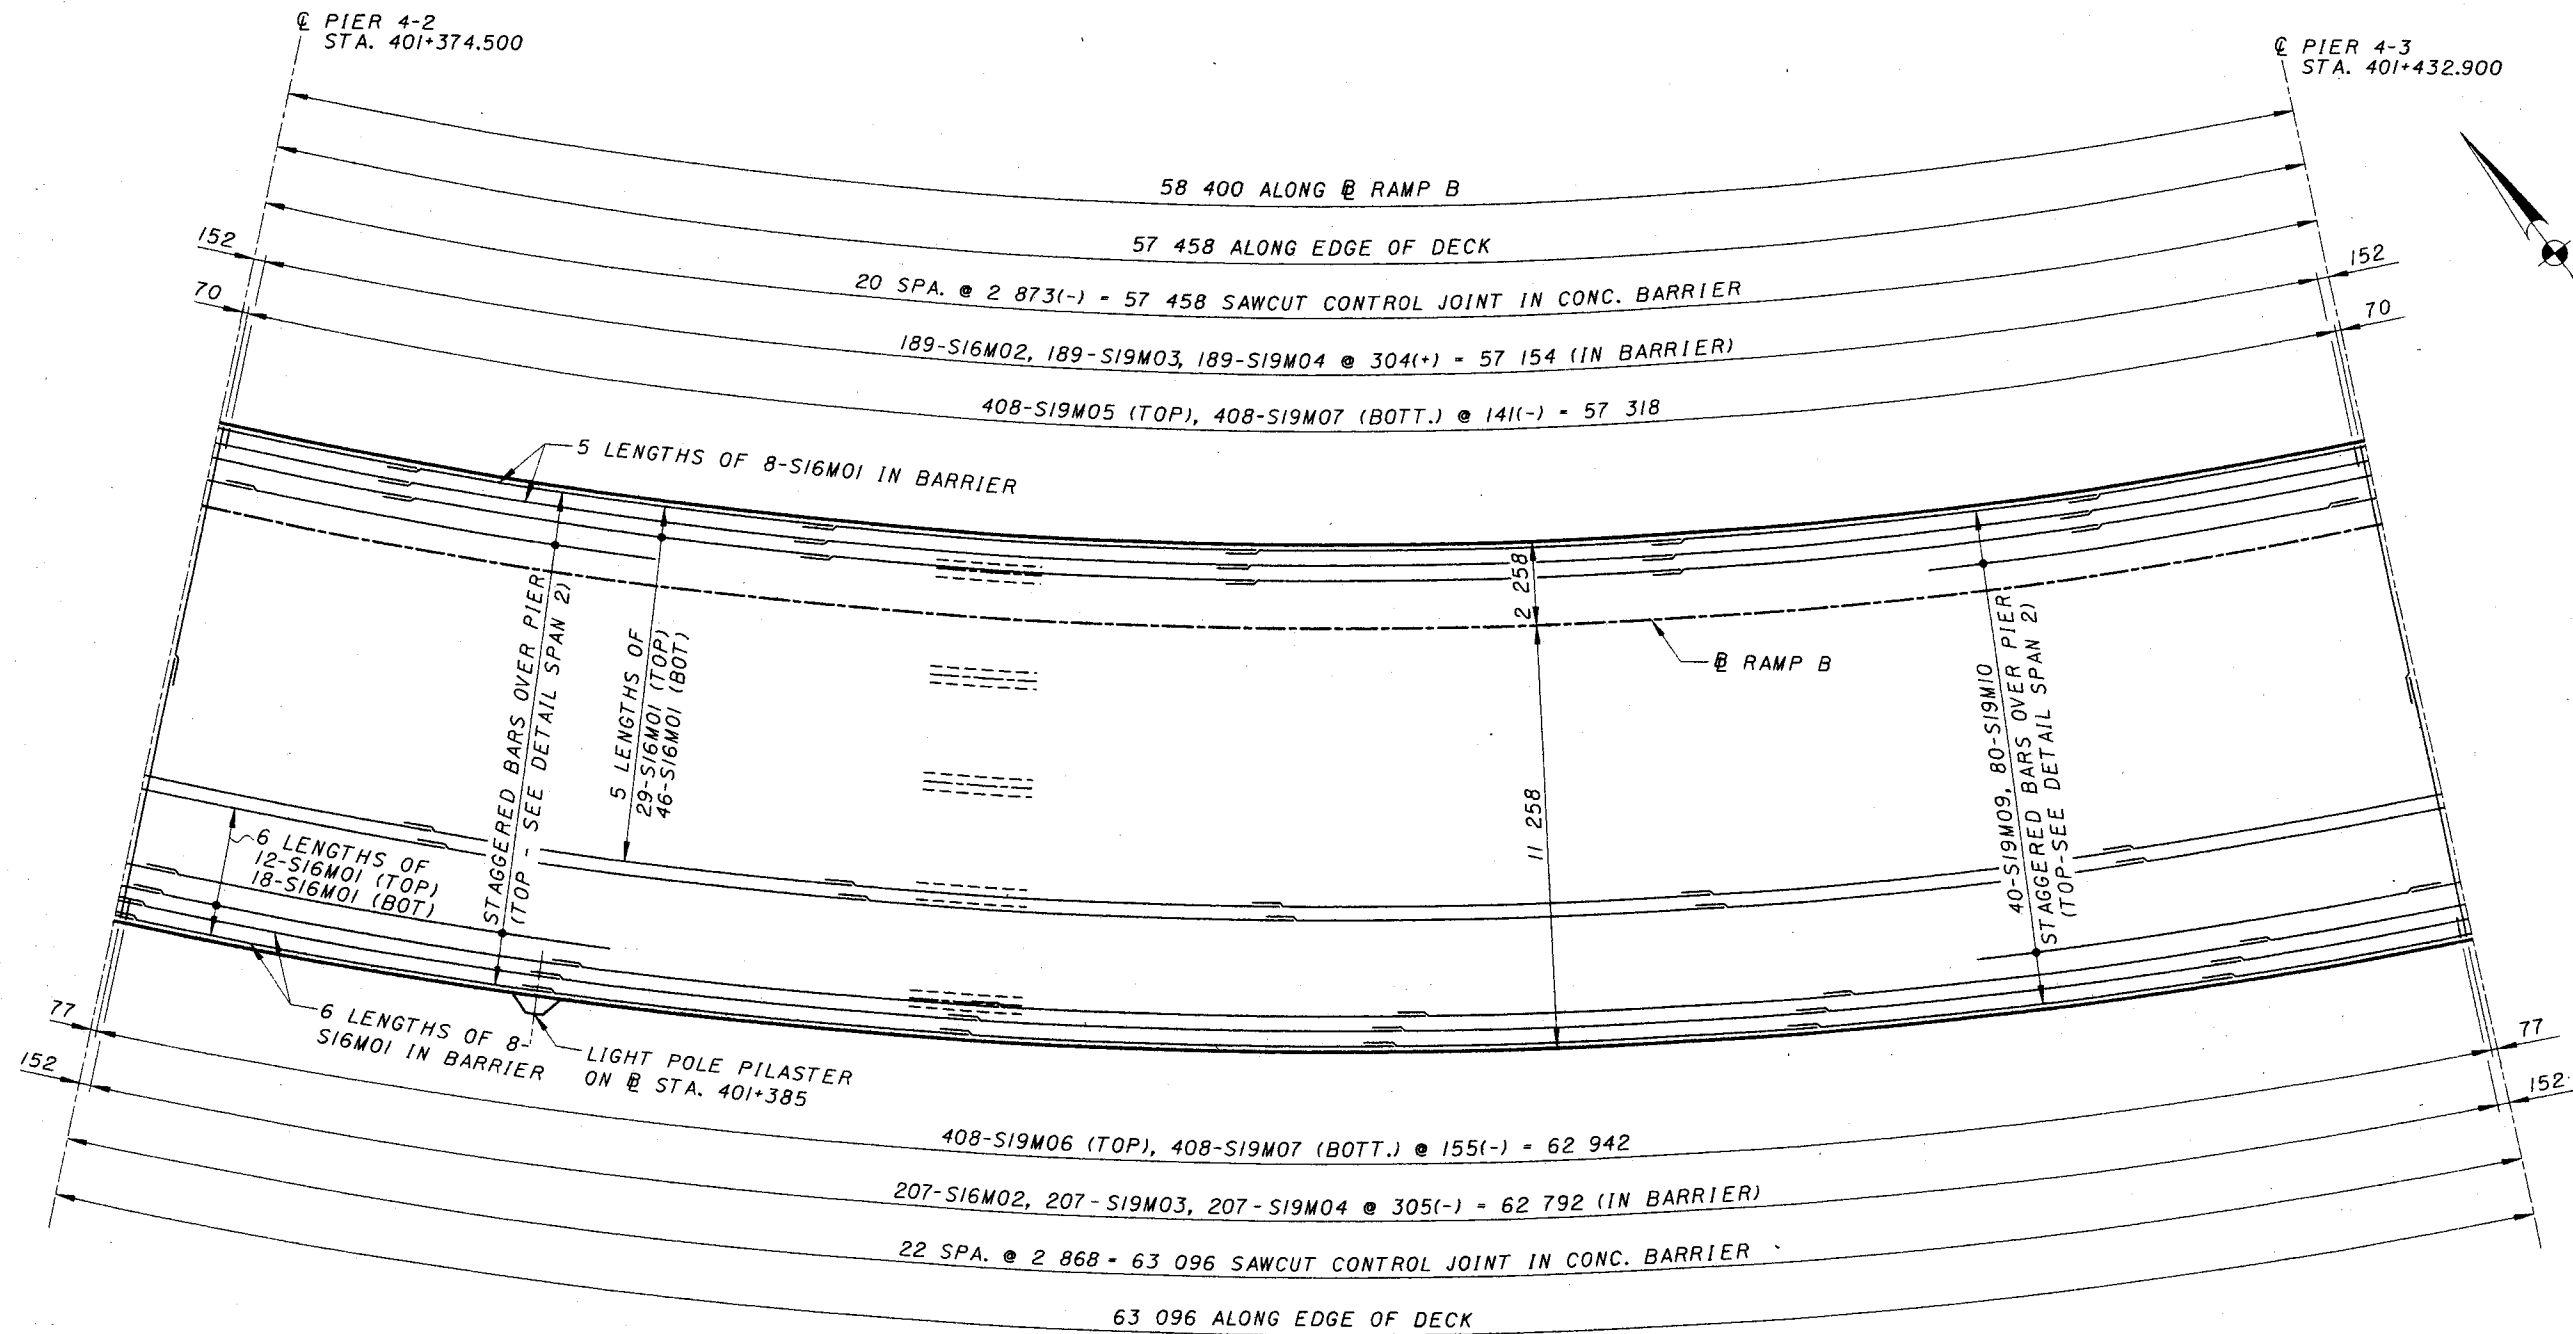 ℄ PIER 4-2
STA. 401+374.500
℄ PIER 4-3
STA. 401+432.900
58 400 ALONG ⅊ RAMP B
57 458 ALONG EDGE OF DECK
20 SPA. @ 2 873(-) = 57 458 SAWCUT CONTROL JOINT IN CONC. BARRIER
152
152
189-S16M02, 189-S19M03, 189-S19M04 @ 304(+) = 57 154 (IN BARRIER)
70
70
408-S19M05 (TOP), 408-S19M07 (BOTT.) @ 141(-) = 57 318
5 LENGTHS OF 8-S16M01 IN BARRIER
STAGGERED BARS OVER PIER
(TOP - SEE DETAIL SPAN 2)
5 LENGTHS OF
29-S16M01 (TOP)
46-S16M01 (BOT)
2 258
11 258
⅊ RAMP B
40-S19M09, 80-S19M10
STAGGERED BARS OVER PIER
(TOP-SEE DETAIL SPAN 2)
6 LENGTHS OF
12-S16M01 (TOP)
18-S16M01 (BOT)
6 LENGTHS OF 8-
S16M01 IN BARRIER
LIGHT POLE PILASTER
ON ⅊ STA. 401+385
77
77
408-S19M06 (TOP), 408-S19M07 (BOTT.) @ 155(-) = 62 942
152
152
207-S16M02, 207-S19M03, 207-S19M04 @ 305(-) = 62 792 (IN BARRIER)
22 SPA. @ 2 868 = 63 096 SAWCUT CONTROL JOINT IN CONC. BARRIER
63 096 ALONG EDGE OF DECK